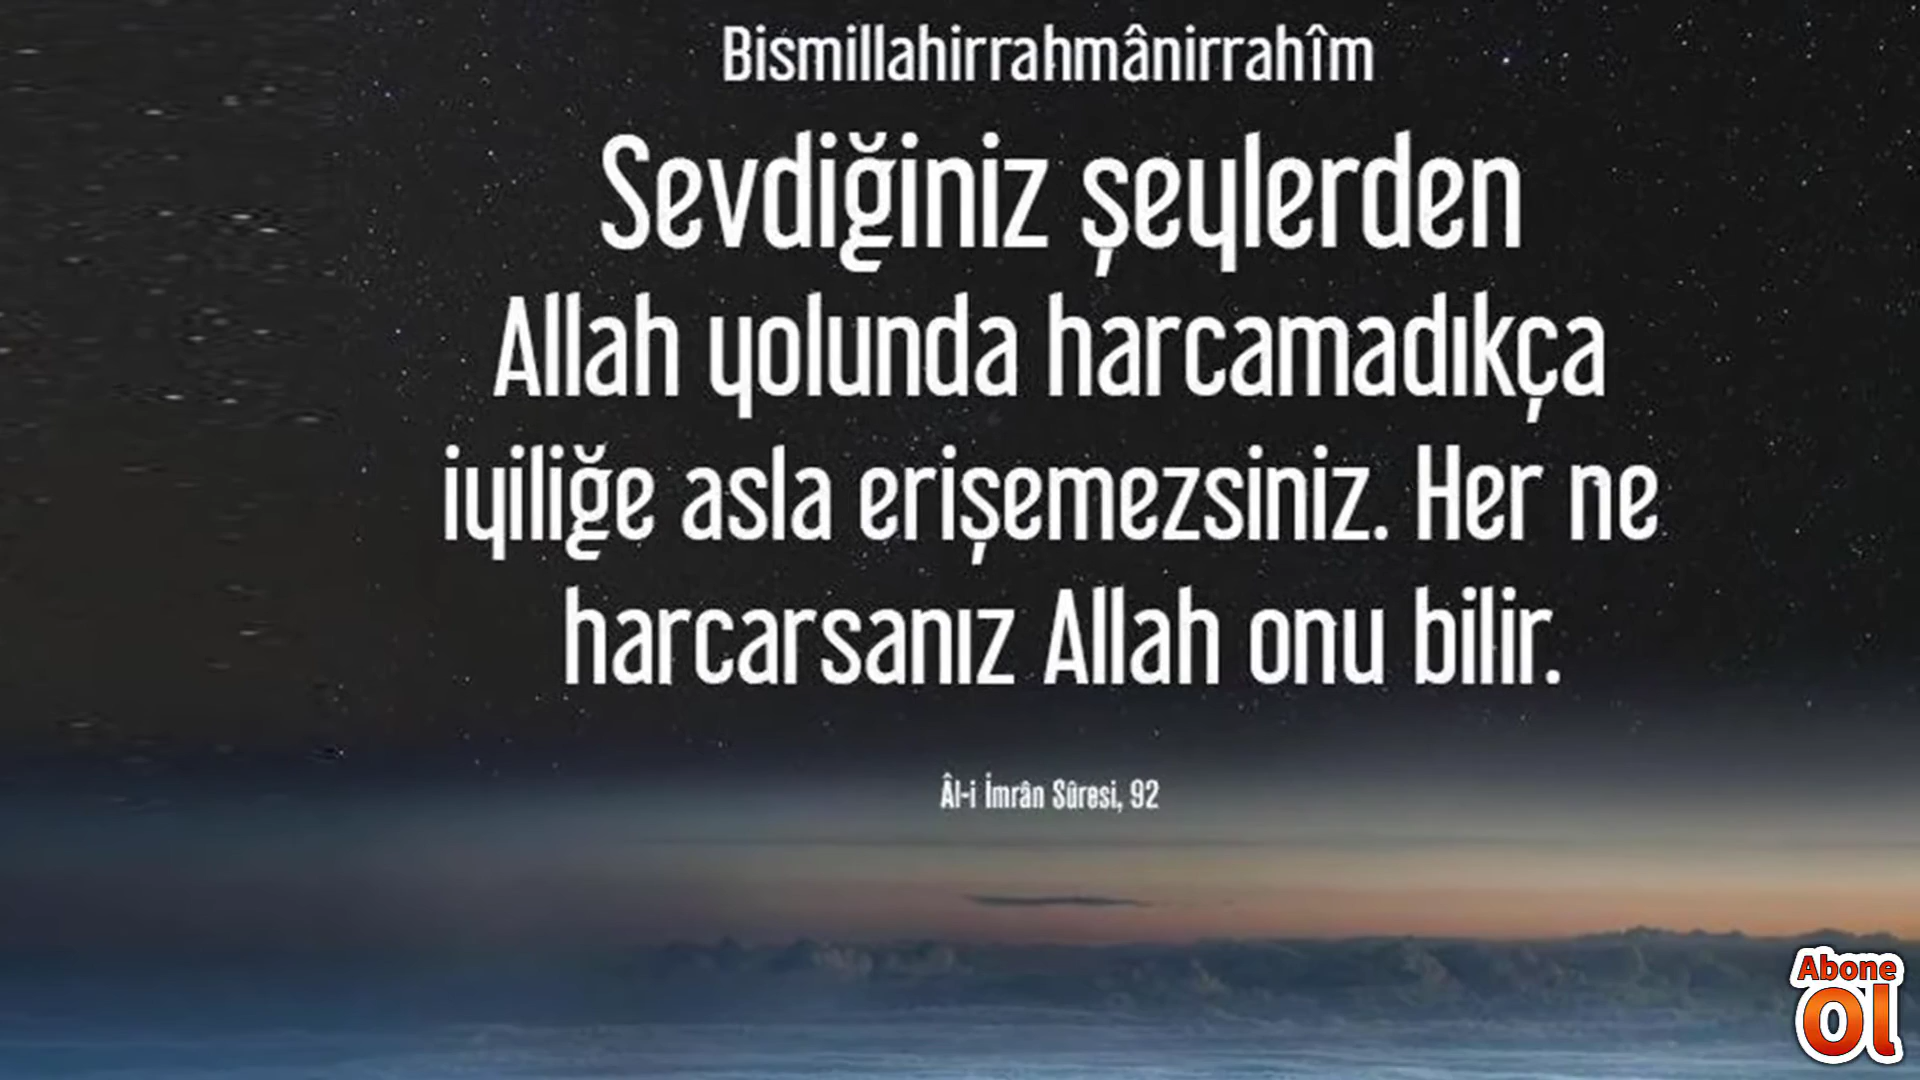 Bismillahirrahmânirrahîm
Sevdiğiniz şeylerden
Allah yolunda harcamadıkça
iyiliğe asla erişemezsiniz. Her ne
harcarsanız Allah onu bilir.
Âl-i İmrân Sûresi, 92
Abone
Ol